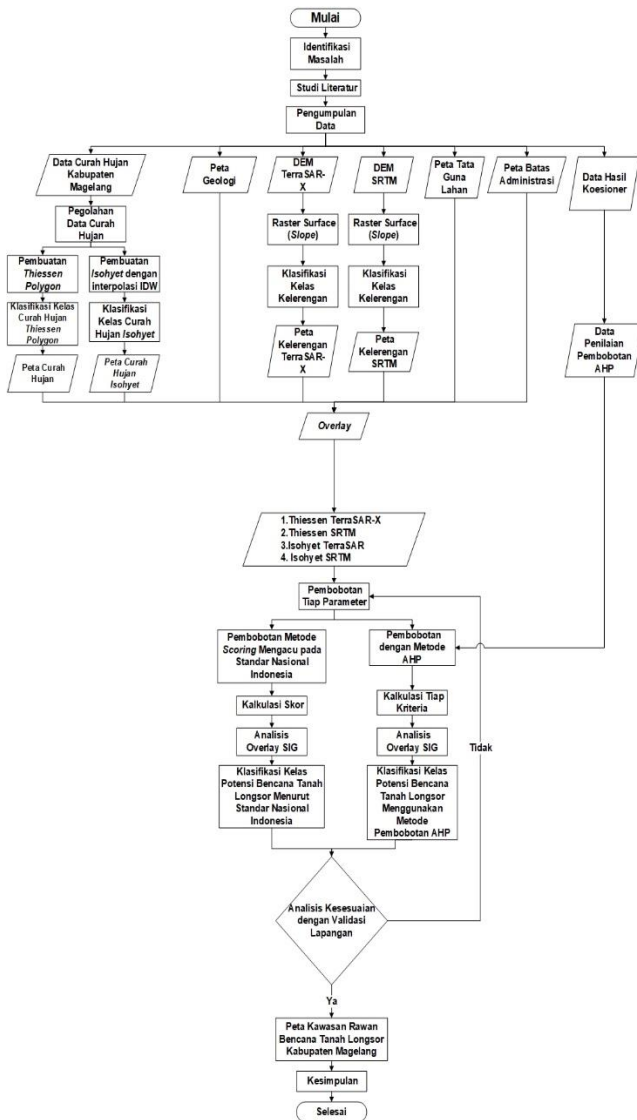 Mulai
Identifikasi
Masalah
Studi Literatur
Pengumpulan
Data
Data Curah Hujan
Kabupaten
Magelang
Peta
Geologi
DEM
TerraSAR-
X
DEM
SRTM
Peta Tata
Guna
Lahan
Peta Batas
Administrasi
Data Hasil
Koesioner
Pegolahan
Data Curah
Hujan
Raster Surface
(Slope)
Raster Surface
(Slope)
Pembuatan
Thiessen
Polygon
Pembuatan
Isohyet dengan
interpolasi IDW
Klasifikasi
Kelas
Kelerengan
Klasifikasi
Kelas
Kelerengan
Klasifikasi Kelas
Curah Hujan
Thiessen
Polygon
Klasifikasi
Kelas Curah
Hujan Isohyet
Peta
Kelerengan
TerraSAR-
X
Peta
Kelerengan
SRTM
Data
Penilaian
Pembobotan
AHP
Peta Curah
Hujan
Peta Curah
Hujan
Isohyet
Overlay
1.Thiessen TerraSAR-X
2.Thiessen SRTM
3.Isohyet TerraSAR
4. Isohyet SRTM
Pembobotan
Tiap Parameter
Pembobotan Metode
Scoring Mengacu pada
Standar Nasional
Indonesia
Pembobotan
dengan Metode
AHP
Kalkulasi Skor
Kalkulasi Tiap
Kriteria
Analisis
Overlay SIG
Analisis
Overlay SIG
Tidak
Klasifikasi Kelas
Potensi Bencana Tanah
Longsor Menurut
Standar Nasional
Indonesia
Klasifikasi Kelas
Potensi Bencana
Tanah Longsor
Menggunakan
Metode
Pembobotan AHP
Analisis Kesesuaian
dengan Validasi
Lapangan
Ya
Peta Kawasan Rawan
Bencana Tanah Longsor
Kabupaten Magelang
Kesimpulan
Selesai